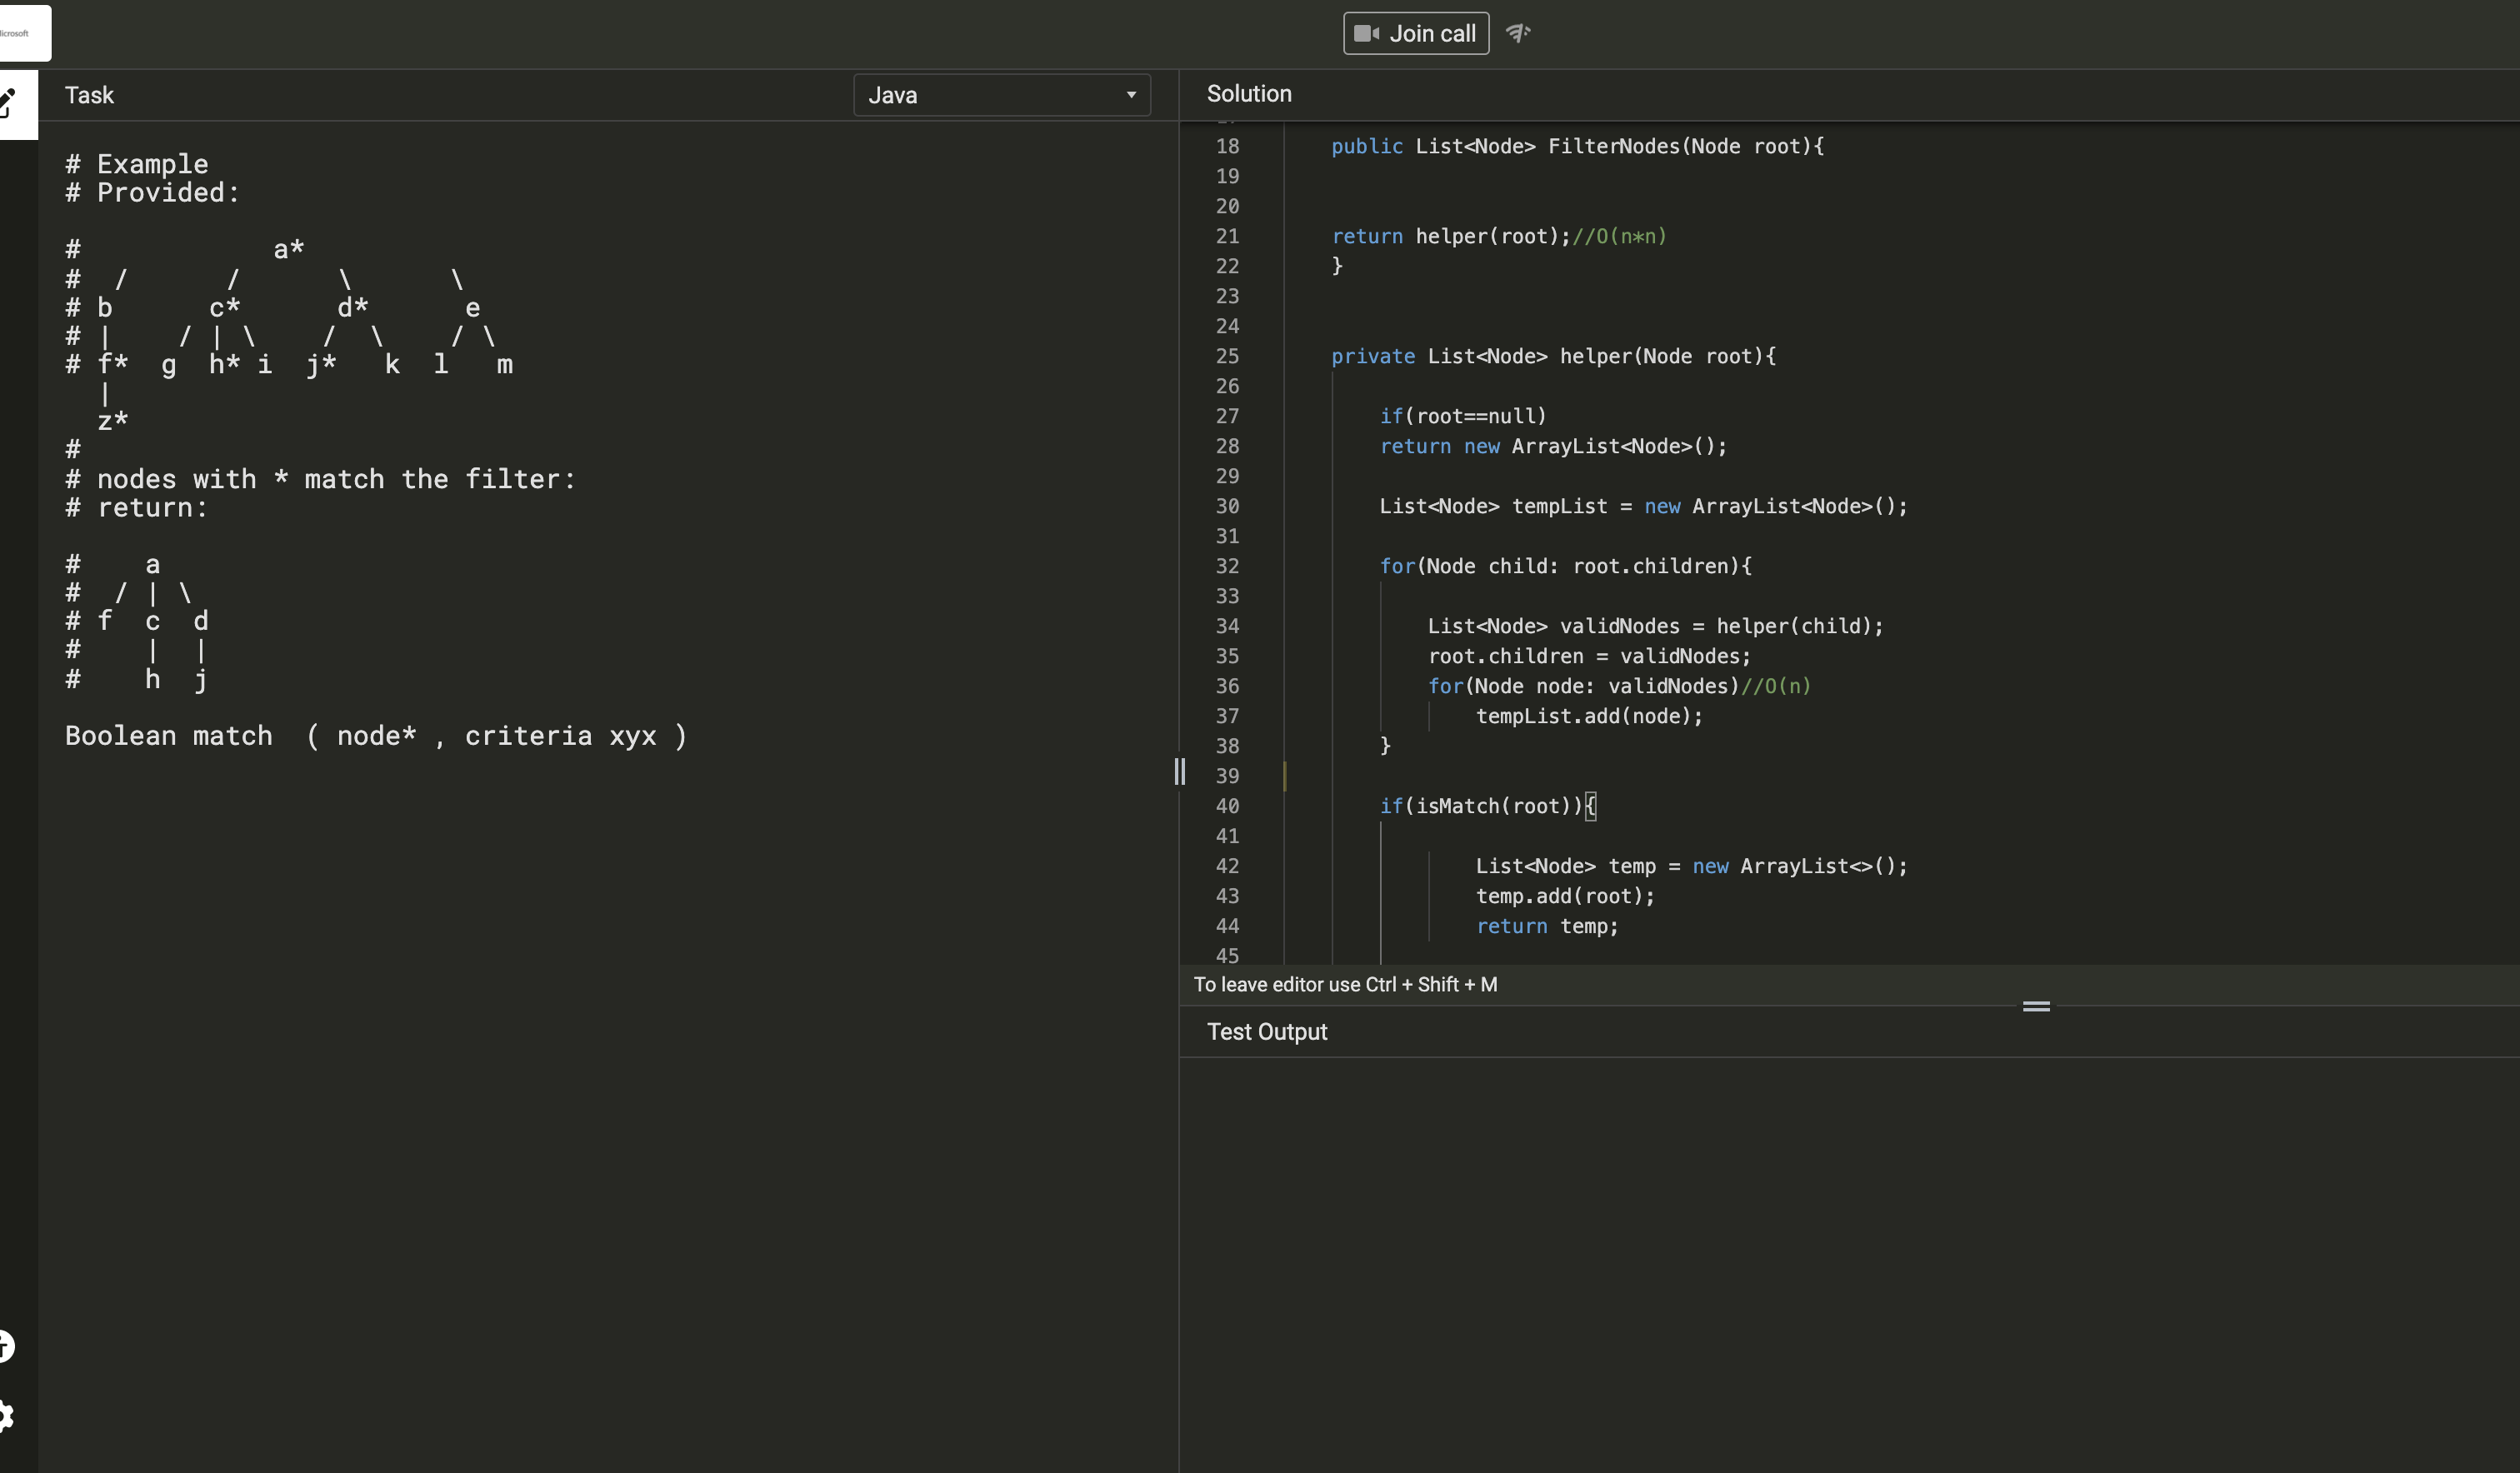 icrosoft
Join call
Task
Java
Solution
# Example
# Provided:
#            a*
#  /      /      \      \
# b      c*      d*      e
# |    / | \    /  \    / \
# f*  g  h* i  j*   k  l   m
  |
  z*
#
# nodes with * match the filter:
# return:
#    a
#  / | \
# f  c  d
#    |  |
#    h  j
Boolean match  ( node* , criteria xyx )
18 public List<Node> FilterNodes(Node root){
19
20
21 return helper(root);//O(n*n)
22 }
23
24
25 private List<Node> helper(Node root){
26
27 if(root==null)
28 return new ArrayList<Node>();
29
30 List<Node> tempList = new ArrayList<Node>();
31
32 for(Node child: root.children){
33
34 List<Node> validNodes = helper(child);
35 root.children = validNodes;
36 for(Node node: validNodes)//O(n)
37 tempList.add(node);
38 }
39
40 if(isMatch(root)){
41
42 List<Node> temp = new ArrayList<>();
43 temp.add(root);
44 return temp;
45
To leave editor use Ctrl + Shift + M
Test Output